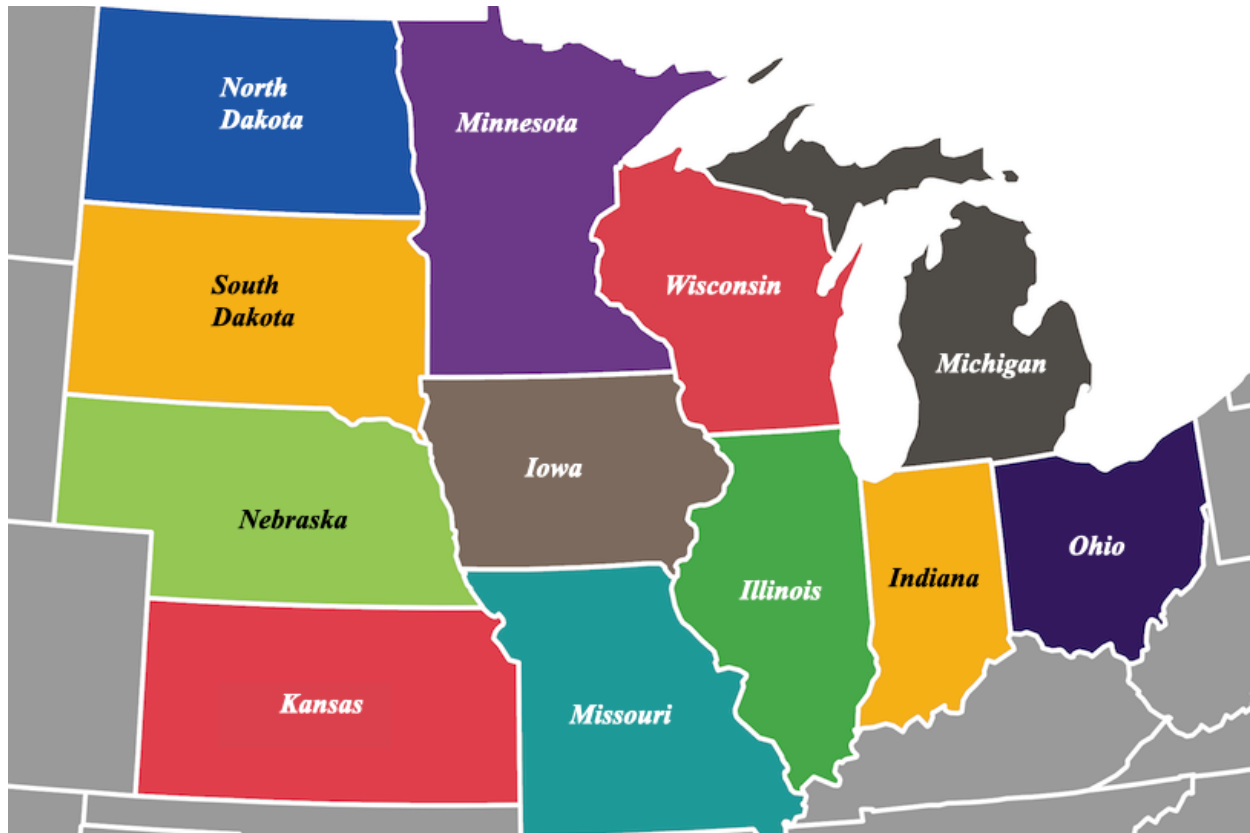 North
Dakota
Minnesota
South
Dakota
Wisconsin
Michigan
Iowa
Nebraska
Ohio
Indiana
Illinois
Kansas
Missouri